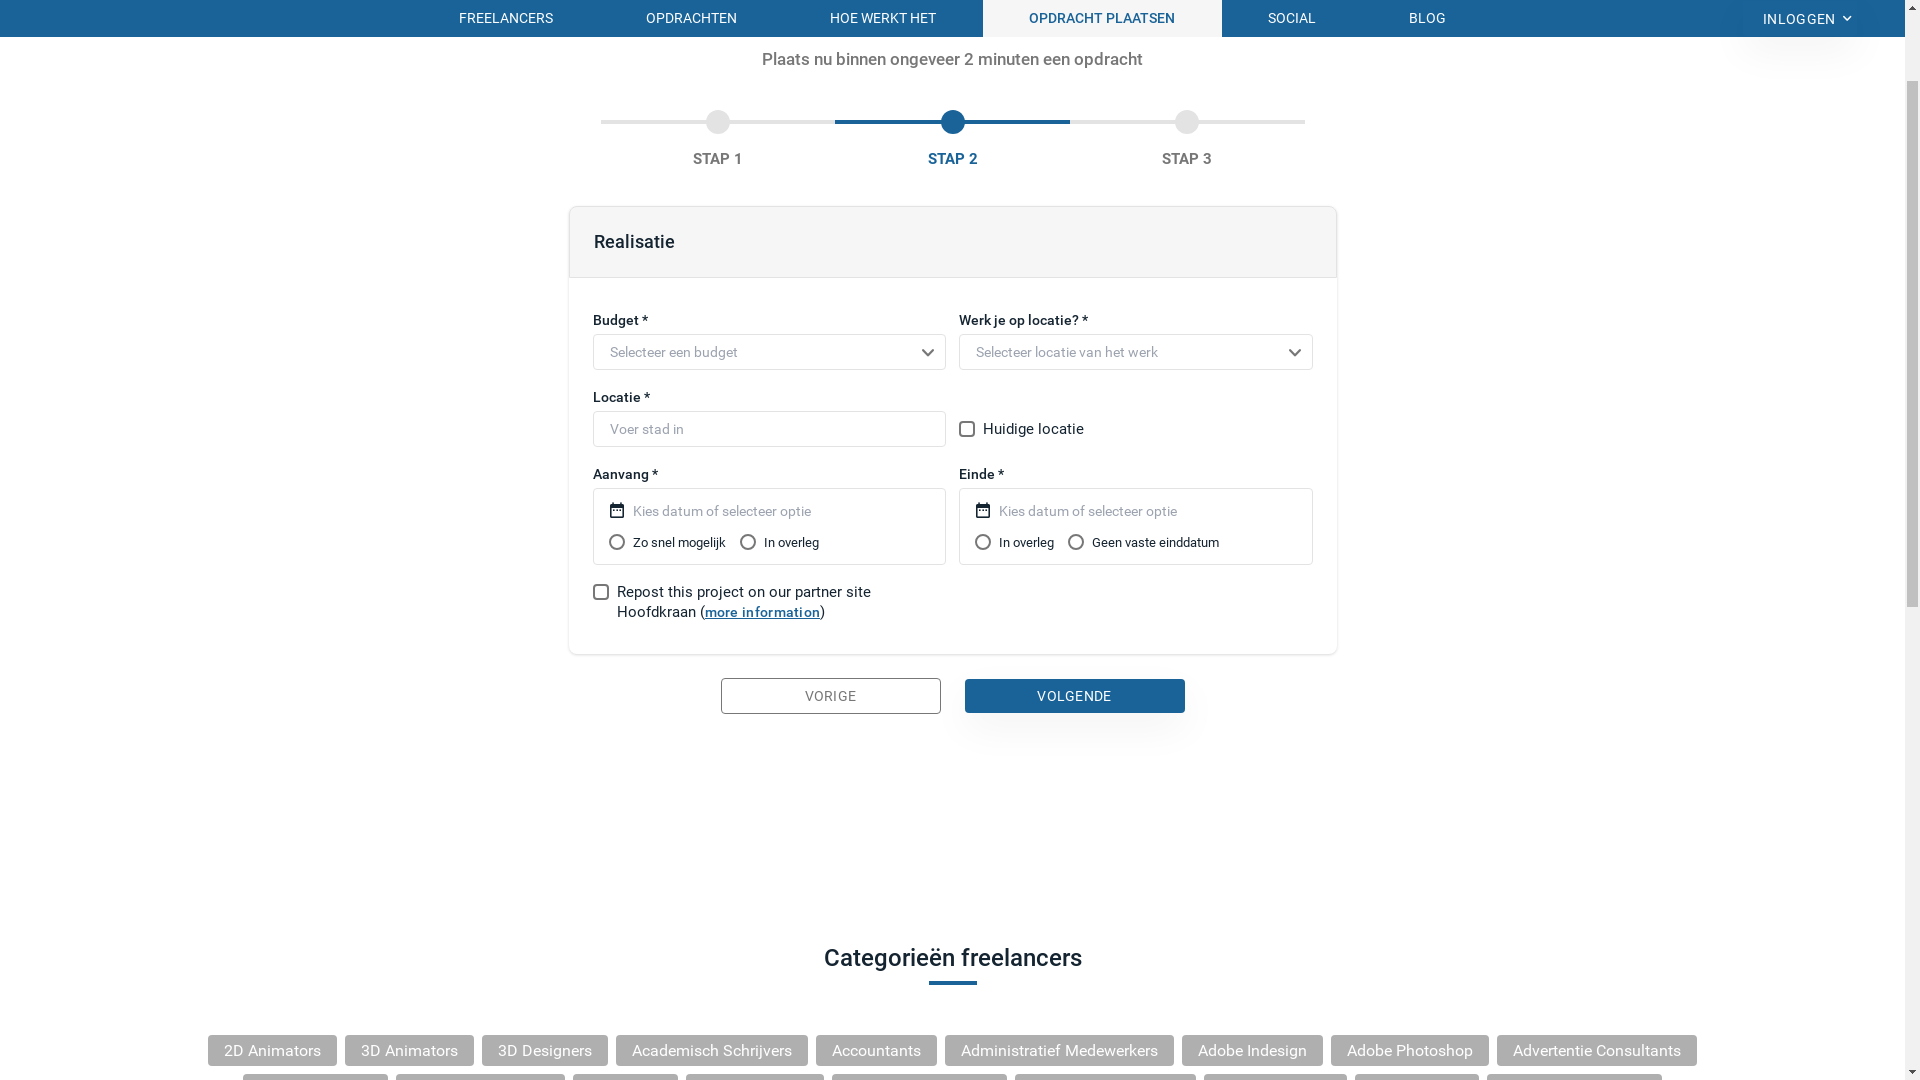 FREELANCERS OPDRACHTEN HOE WERKT HET OPDRACHT PLAATSEN SOCIAL BLOG INLOGGEN
Plaats nu binnen ongeveer 2 minuten een opdracht
STAP 1 STAP 2 STAP 3
Realisatie
Budget * Werk je op locatie? *
Selecteer een budget Selecteer locatie van het werk
Locatie *
Voer stad in Huidige locatie
Aanvang * Einde *
Kies datum of selecteer optie Kies datum of selecteer optie
Zo snel mogelijk In overleg In overleg Geen vaste einddatum
Repost this project on our partner site
Hoofdkraan (more information)
VORIGE VOLGENDE
Categorieën freelancers
2D Animators 3D Animators 3D Designers Academisch Schrijvers Accountants Administratief Medewerkers Adobe Indesign Adobe Photoshop Advertentie Consultants